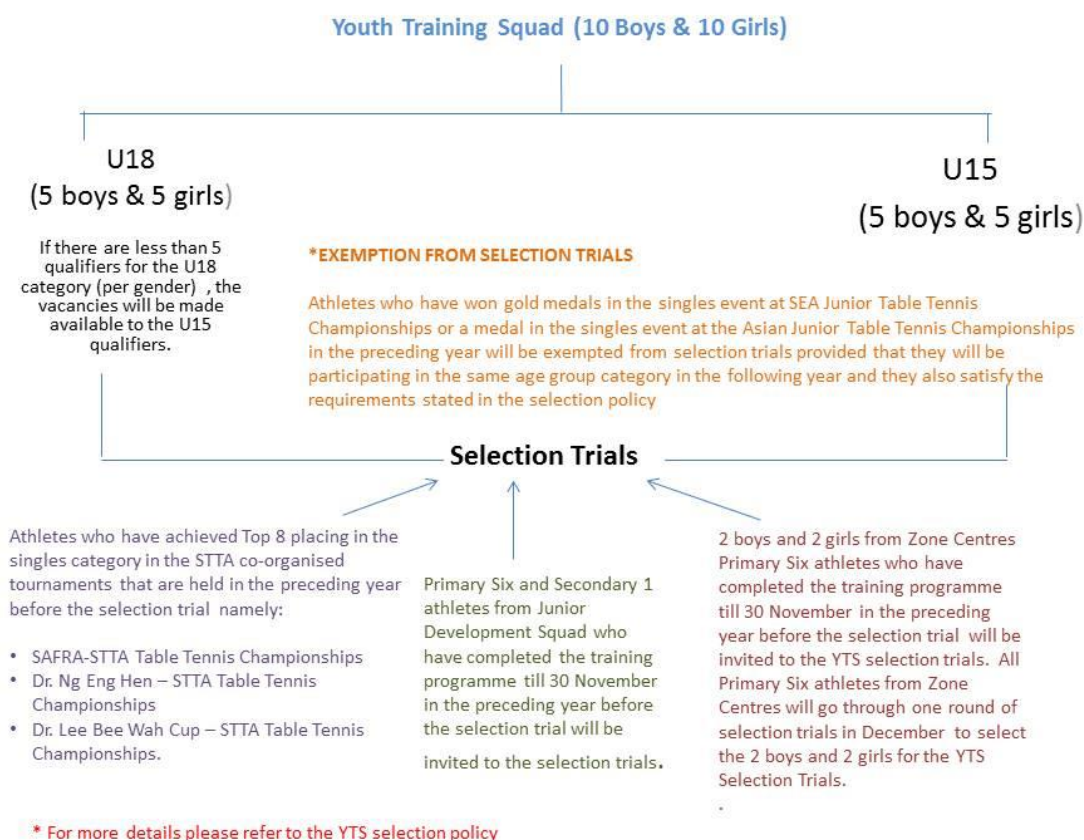 Youth Training Squad (10 Boys & 10 Girls)
U18
(5 boys & 5 girls)
U15
(5 boys & 5 girls)
If there are less than 5
qualifiers for the U18
category (per gender) , the
vacancies will be made
available to the U15
qualifiers.
*EXEMPTION FROM SELECTION TRIALS
Athletes who have won gold medals in the singles event at SEA Junior Table Tennis
Championships or a medal in the singles event at the Asian Junior Table Tennis Championships
in the preceding year will be exempted from selection trials provided that they will be
participating in the same age group category in the following year and they also satisfy the
requirements stated in the selection policy
Selection Trials
Athletes who have achieved Top 8 placing in the
singles category in the STTA co-organised
tournaments that are held in the preceding year
before the selection trial namely:
• SAFRA-STTA Table Tennis Championships
• Dr. Ng Eng Hen – STTA Table Tennis
Championships
• Dr. Lee Bee Wah Cup – STTA Table Tennis
Championships.
Primary Six and Secondary 1
athletes from Junior
Development Squad who
have completed the training
programme till 30 November
in the preceding year before
the selection trial will be
invited to the selection trials.
2 boys and 2 girls from Zone Centres
Primary Six athletes who have
completed the training programme
till 30 November in the preceding
year before the selection trial will be
invited to the YTS selection trials. All
Primary Six athletes from Zone
Centres will go through one round of
selection trials in December to select
the 2 boys and 2 girls for the YTS
Selection Trials.
.
* For more details please refer to the YTS selection policy